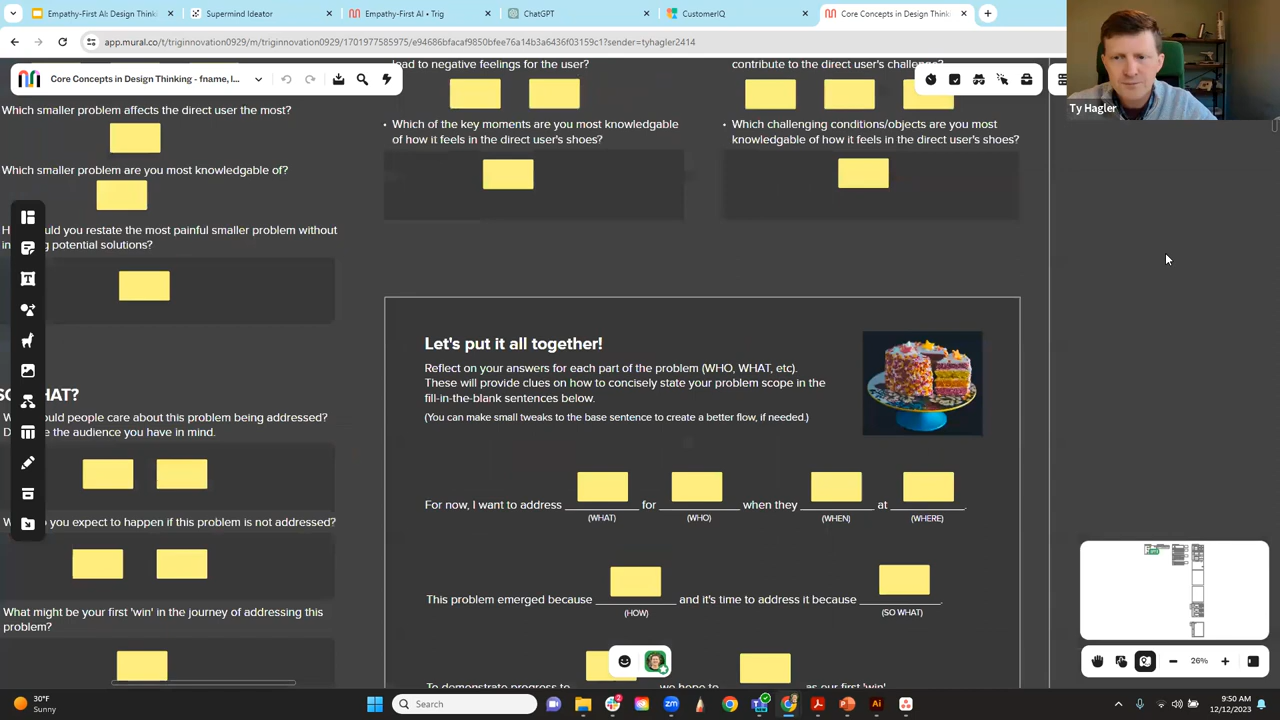 Empathy-First AI: Design Think
Supermind Ideator
Empathy-First AI • Trig
ChatGPT
CustomerIQ
Core Concepts in Design Thinkin
app.mural.co/t/triginnovation0929/m/triginnovation0929/1701977585975/e94686bfacaf9850bfee76a14b3a6436f03159c1?sender=tyhagler2414
Core Concepts in Design Thinking - fname, l...
Ty Hagler
lead to negative feelings for the user?
contribute to the direct user's challenge?
Which smaller problem affects the direct user the most?
• Which of the key moments are you most knowledgable
of how it feels in the direct user's shoes?
• Which challenging conditions/objects are you most
knowledgable of how it feels in the direct user's shoes?
Which smaller problem are you most knowledgable of?
ould you restate the most painful smaller problem without
potential solutions?
Let's put it all together!
Reflect on your answers for each part of the problem (WHO, WHAT, etc).
These will provide clues on how to concisely state your problem scope in the
fill-in-the-blank sentences below.
(You can make small tweaks to the base sentence to create a better flow, if needed.)
SO WHAT?
ould people care about this problem being addressed?
the audience you have in mind.
For now, I want to address for when they at .
(WHAT) (WHO) (WHEN) (WHERE)
you expect to happen if this problem is not addressed?
This problem emerged because and it's time to address it because .
(HOW) (SO WHAT)
What might be your first 'win' in the journey of addressing this
problem?
To demonstrate progress to we hope to as our first 'win'.
26%
30°F
Sunny
Search
9:50 AM
12/12/2023